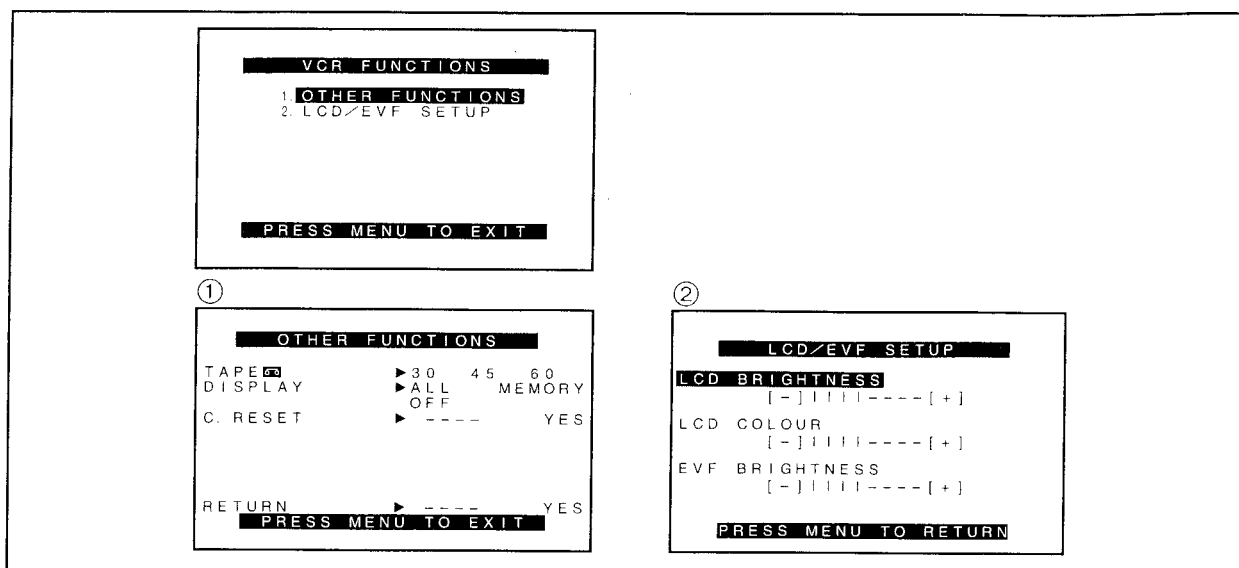 VCR FUNCTIONS
1. OTHER FUNCTIONS
2. LCD/EVF SETUP
PRESS MENU TO EXIT
①
OTHER FUNCTIONS
TAPE ▶30 45 60
DISPLAY ▶ALL MEMORY
OFF
C. RESET ▶ ---- YES
RETURN ▶ ---- YES
PRESS MENU TO EXIT
②
LCD/EVF SETUP
LCD BRIGHTNESS
[-]||||----[+]
LCD COLOUR
[-]||||----[+]
EVF BRIGHTNESS
[-]||||----[+]
PRESS MENU TO RETURN